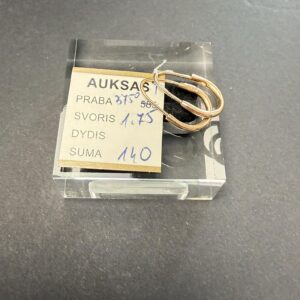 AUKSAS
PRABA 375° 585
SVORIS 1.75
DYDIS
SUMA 140